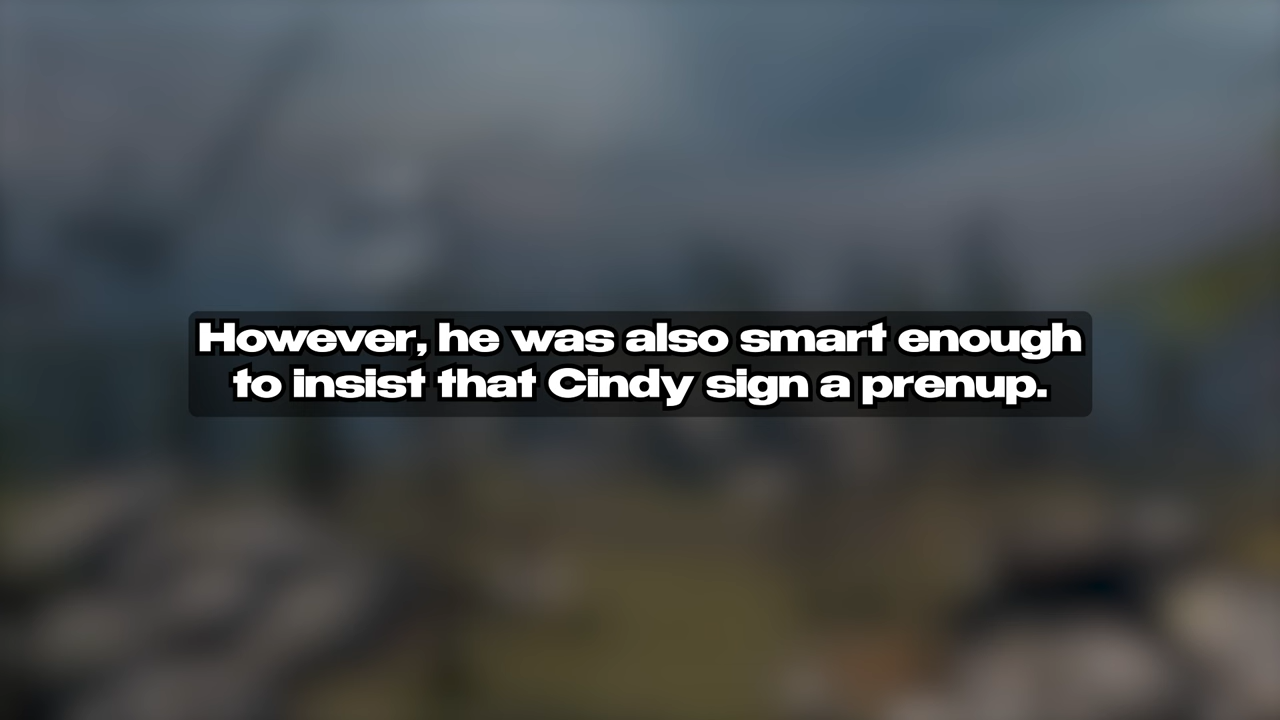 However, he was also smart enough
to insist that Cindy sign a prenup.